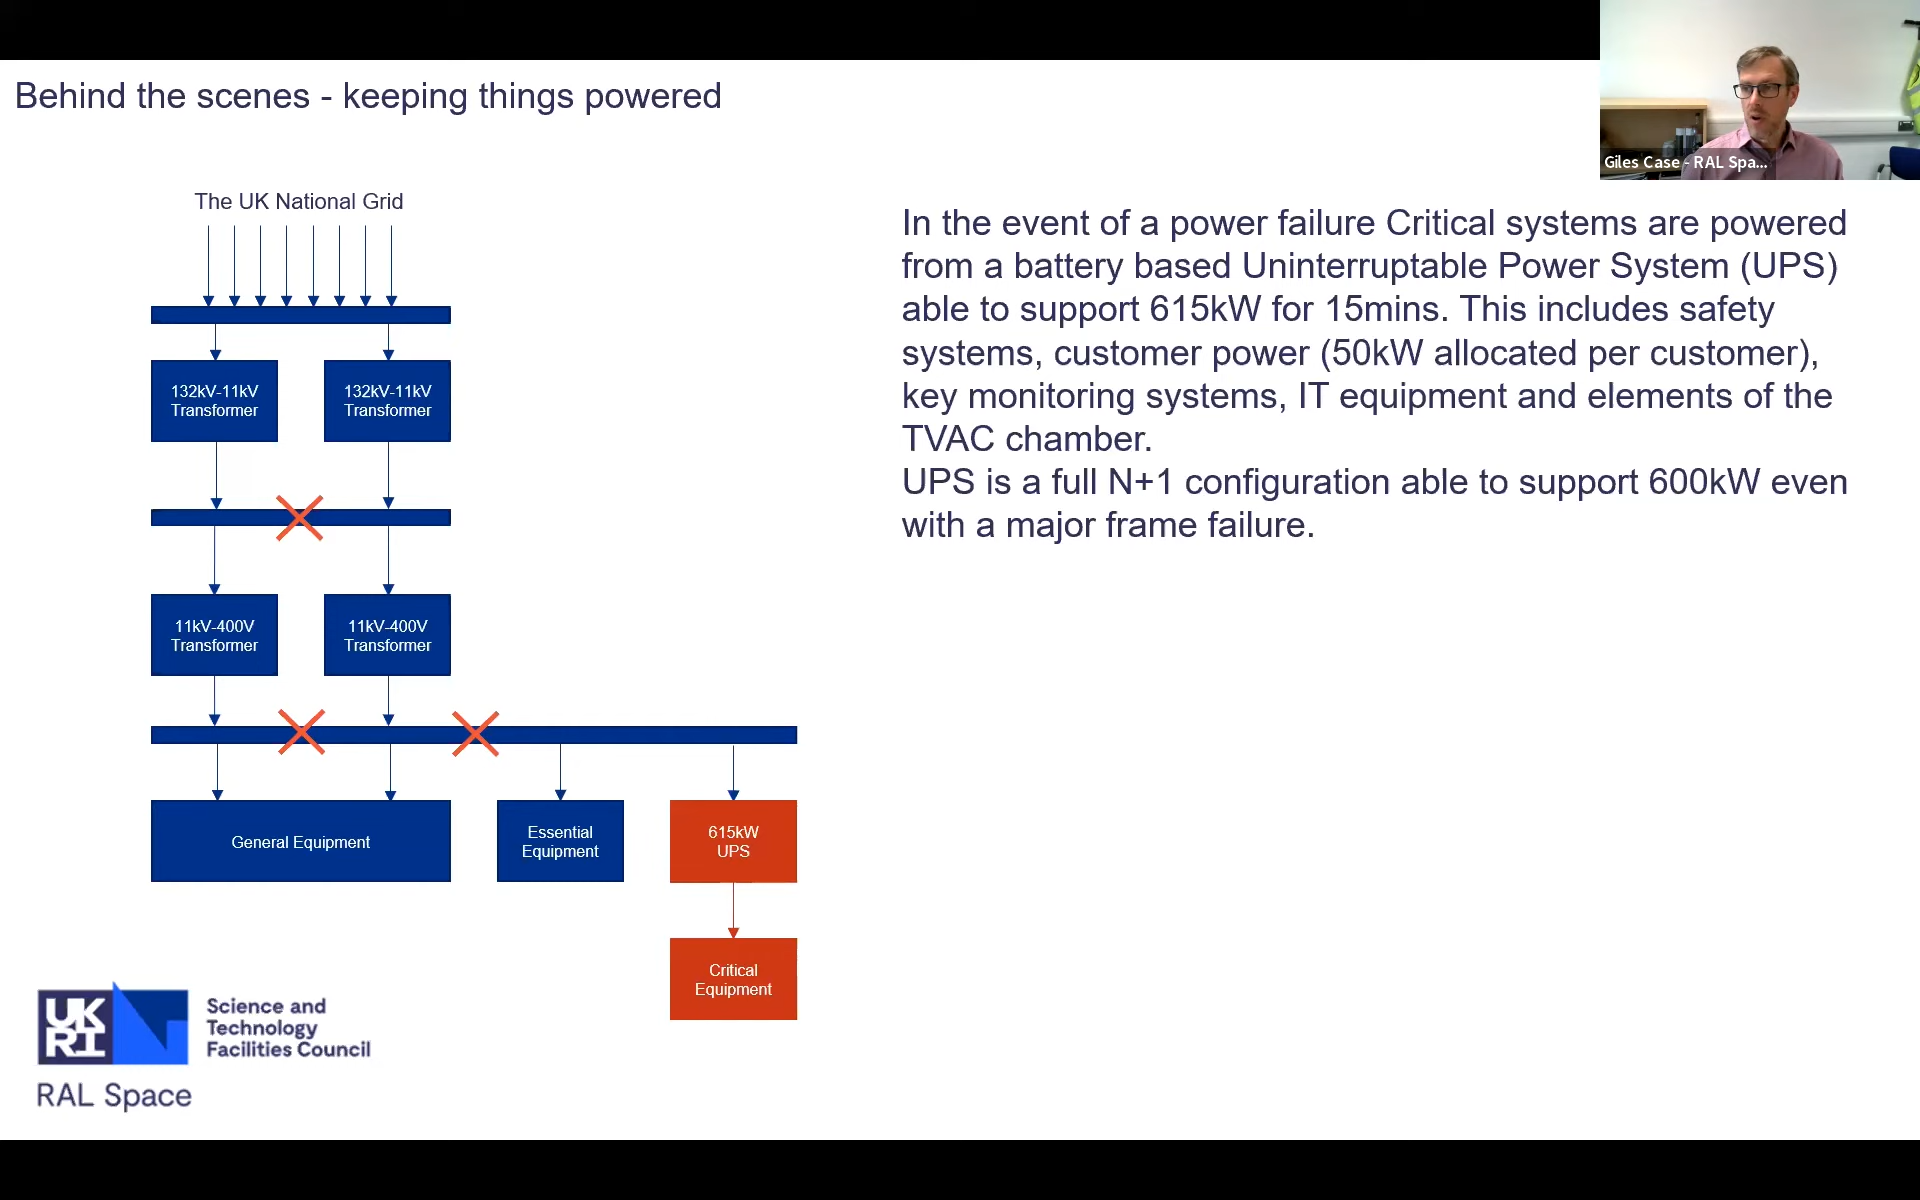 Behind the scenes - keeping things powered
Giles Case - RAL Spa...
The UK National Grid
132kV-11kV
Transformer
132kV-11kV
Transformer
11kV-400V
Transformer
11kV-400V
Transformer
General Equipment
Essential
Equipment
615kW
UPS
Critical
Equipment
In the event of a power failure Critical systems are powered
from a battery based Uninterruptable Power System (UPS)
able to support 615kW for 15mins. This includes safety
systems, customer power (50kW allocated per customer),
key monitoring systems, IT equipment and elements of the
TVAC chamber.
UPS is a full N+1 configuration able to support 600kW even
with a major frame failure.
UK
RI
Science and
Technology
Facilities Council
RAL Space